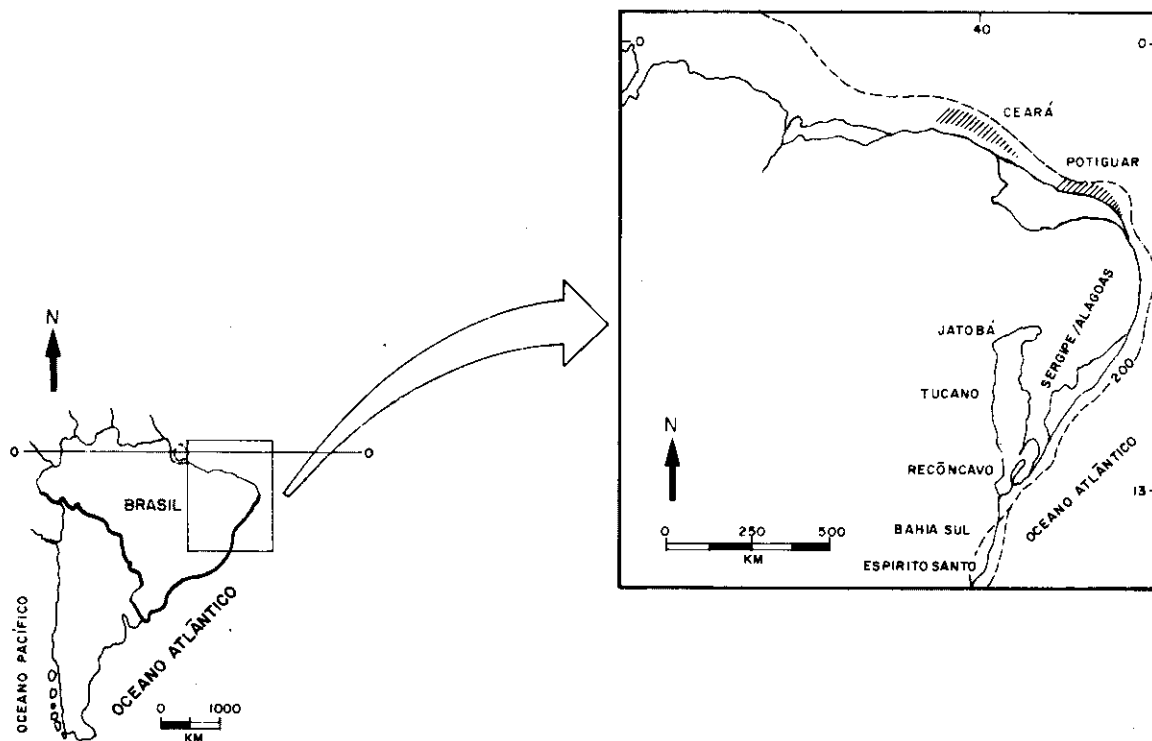 N
0
0
BRASIL
OCEANO PACÍFICO
OCEANO ATLÂNTICO
0 1000
KM
0
40
0
CEARÁ
POTIGUAR
JATOBÁ
SERGIPE/ALAGOAS
TUCANO
200
N
RECÔNCAVO
13
OCEANO ATLÂNTICO
BAHIA SUL
0 250 500
KM
ESPIRITO SANTO